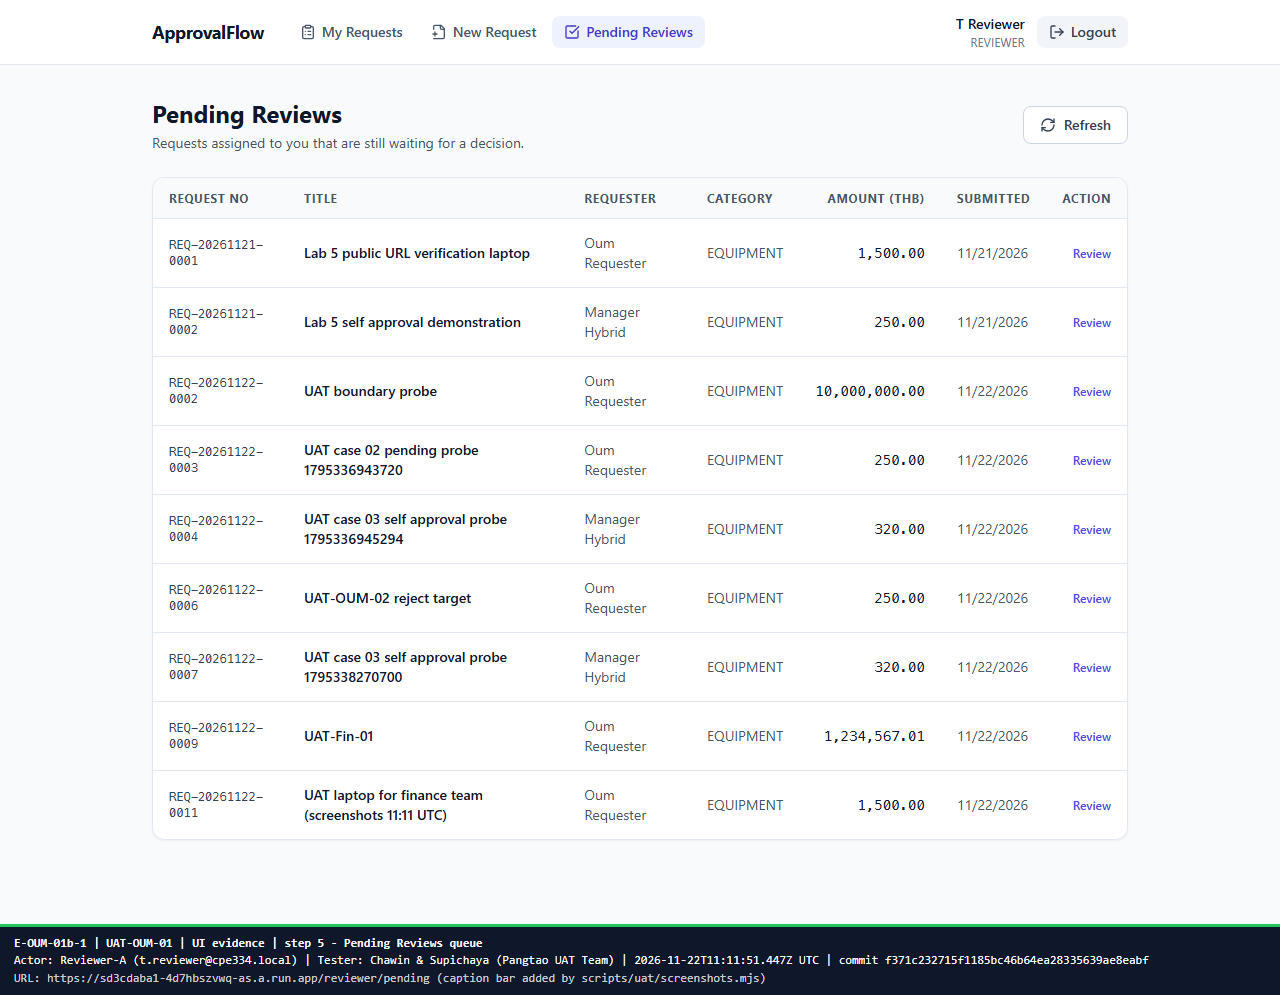 ApprovalFlow My Requests New Request Pending Reviews T Reviewer REVIEWER Logout
Pending Reviews
Requests assigned to you that are still waiting for a decision.
Refresh
REQUEST NO TITLE REQUESTER CATEGORY AMOUNT (THB) SUBMITTED ACTION
REQ-20261121-0001 Lab 5 public URL verification laptop Oum Requester EQUIPMENT 1,500.00 11/21/2026 Review
REQ-20261121-0002 Lab 5 self approval demonstration Manager Hybrid EQUIPMENT 250.00 11/21/2026 Review
REQ-20261122-0002 UAT boundary probe Oum Requester EQUIPMENT 10,000,000.00 11/22/2026 Review
REQ-20261122-0003 UAT case 02 pending probe 1795336943720 Oum Requester EQUIPMENT 250.00 11/22/2026 Review
REQ-20261122-0004 UAT case 03 self approval probe 1795336945294 Manager Hybrid EQUIPMENT 320.00 11/22/2026 Review
REQ-20261122-0006 UAT-OUM-02 reject target Oum Requester EQUIPMENT 250.00 11/22/2026 Review
REQ-20261122-0007 UAT case 03 self approval probe 1795338270700 Manager Hybrid EQUIPMENT 320.00 11/22/2026 Review
REQ-20261122-0009 UAT-Fin-01 Oum Requester EQUIPMENT 1,234,567.01 11/22/2026 Review
REQ-20261122-0011 UAT laptop for finance team (screenshots 11:11 UTC) Oum Requester EQUIPMENT 1,500.00 11/22/2026 Review
E-OUM-01b-1 | UAT-OUM-01 | UI evidence | step 5 - Pending Reviews queue
Actor: Reviewer-A (t.reviewer@cpe334.local) | Tester: Chawin & Supichaya (Pangtao UAT Team) | 2026-11-22T11:11:51.447Z UTC | commit f371c232715f1185bc46b64ea28335639ae8eabf
URL: https://sd3cdaba1-4d7hbszvwq-as.a.run.app/reviewer/pending (caption bar added by scripts/uat/screenshots.mjs)